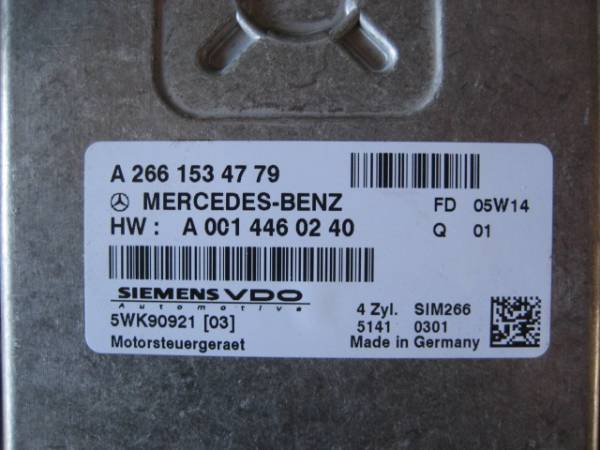 A 266 153 47 79
MERCEDES-BENZ FD 05W14
HW : A 001 446 02 40 Q 01
SIEMENS VDO
Automotive
4 Zyl. SIM266
5WK90921 [03] 5141 0301
Motorsteuergeraet Made in Germany